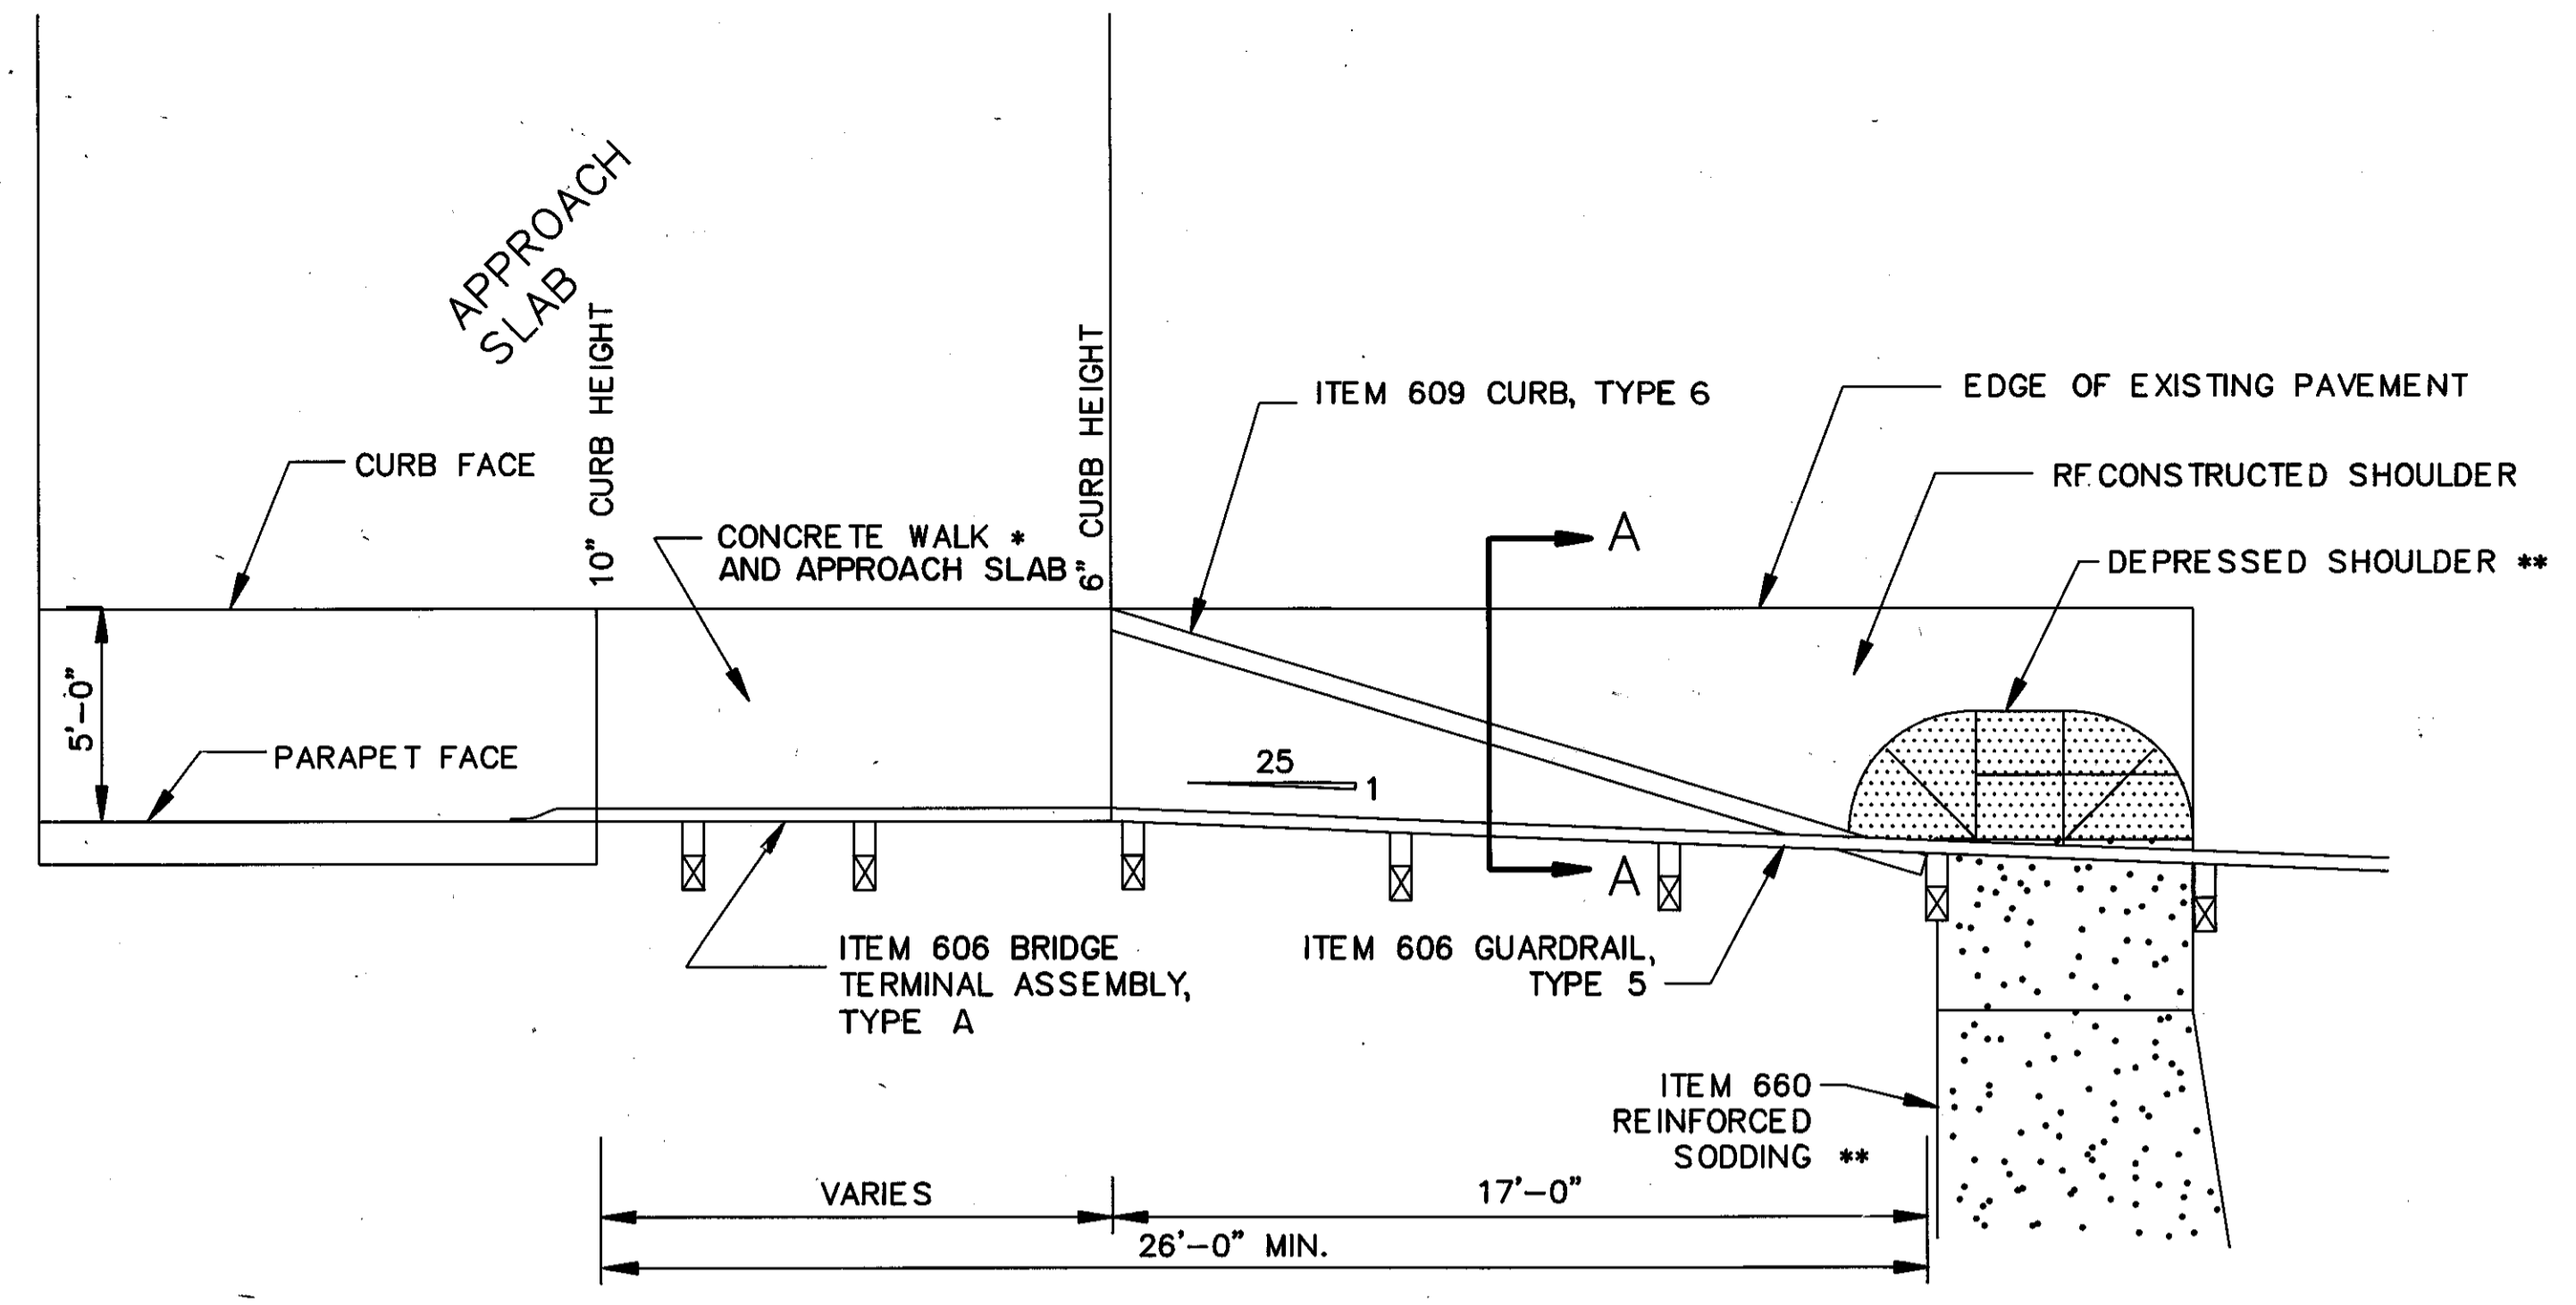 APPROACH
SLAB
10” CURB HEIGHT
6” CURB HEIGHT
ITEM 609 CURB, TYPE 6
EDGE OF EXISTING PAVEMENT
CURB FACE
RECONSTRUCTED SHOULDER
CONCRETE WALK *
AND APPROACH SLAB
A
DEPRESSED SHOULDER **
5'-0”
PARAPET FACE
25
1
A
ITEM 606 BRIDGE
TERMINAL ASSEMBLY,
TYPE A
ITEM 606 GUARDRAIL,
TYPE 5
ITEM 660
REINFORCED
SODDING **
VARIES
17'-0”
26'-0” MIN.